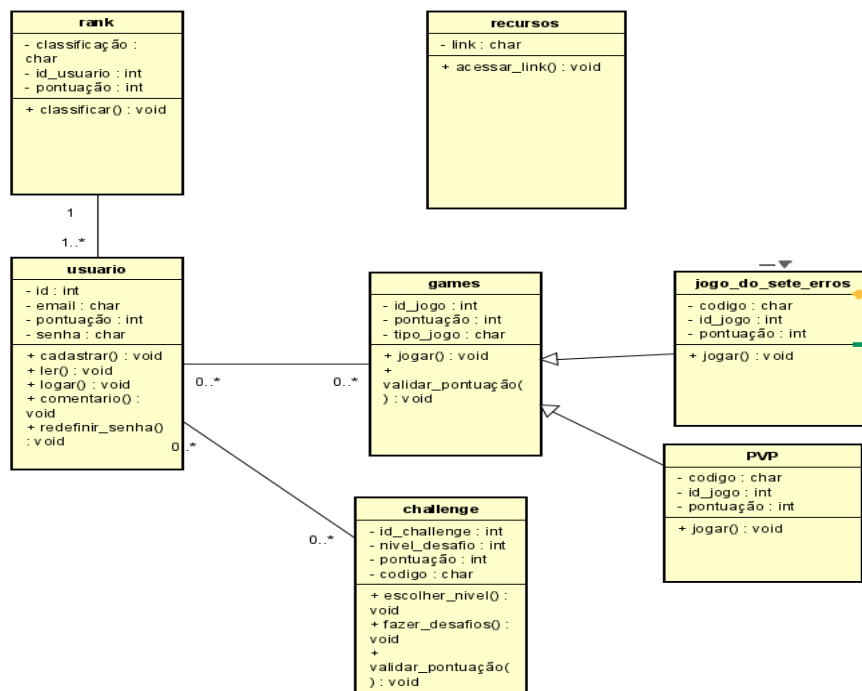 rank
- classificação :
char
- id_usuario : int
- pontuação : int
+ classificar() : void
recursos
- link : char
+ acessar_link() : void
1
1..*
usuario
- id : int
- email : char
- pontuação : int
- senha : char
+ cadastrar() : void
+ ler() : void
+ logar() : void
+ comentario() :
void
+ redefinir_senha()
: void
0..*
0..*
games
- id_jogo : int
- pontuação : int
- tipo_jogo : char
+ jogar() : void
+
validar_pontuação(
) : void
jogo_do_sete_erros
- codigo : char
- id_jogo : int
- pontuação : int
+ jogar() : void
PVP
- codigo : char
- id_jogo : int
- pontuação : int
+ jogar() : void
0..*
0..*
challenge
- id_challenge : int
- nivel_desafio : int
- pontuação : int
- codigo : char
+ escolher_nivel() :
void
+ fazer_desafios() :
void
+
validar_pontuação(
) : void